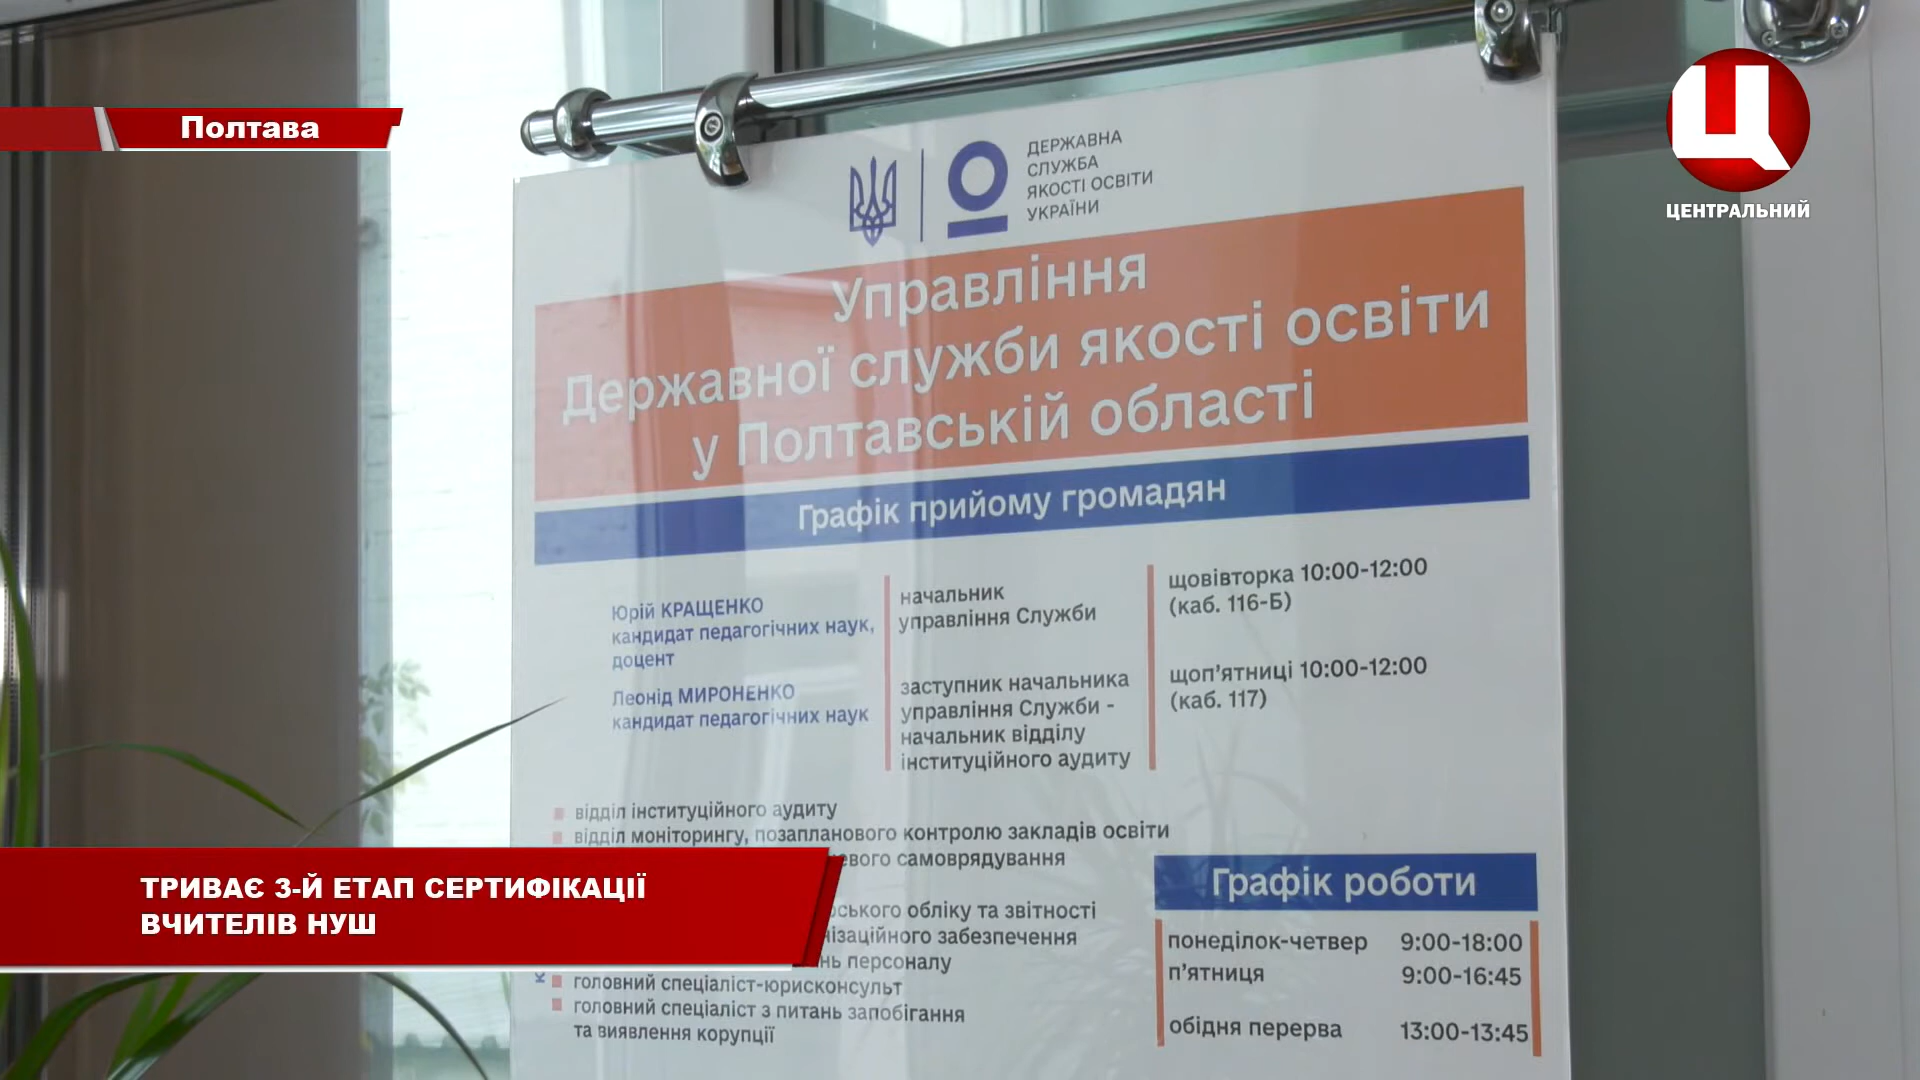 Полтава
Ц
ЦЕНТРАЛЬНИЙ
ДЕРЖАВНА
СЛУЖБА
ЯКОСТІ ОСВІТИ
УКРАЇНИ
Управління
Державної служби якості освіти
у Полтавській області
Графік прийому громадян
Юрій КРАЩЕНКО
кандидат педагогічних наук,
доцент
начальник
управління Служби
щовівторка 10:00-12:00
(каб. 116-Б)
Леонід МИРОНЕНКО
кандидат педагогічних наук
заступник начальника
управління Служби -
начальник відділу
інституційного аудиту
щоп'ятниці 10:00-12:00
(каб. 117)
відділ інституційного аудиту
відділ моніторингу, позапланового контролю закладів освіти
самоврядування
обліку та звітності
забезпечення
персоналу
головний спеціаліст-юрисконсульт
головний спеціаліст з питань запобігання
та виявлення корупції
Графік роботи
понеділок-четвер 9:00-18:00
п'ятниця 9:00-16:45
обідня перерва 13:00-13:45
ТРИВАЄ 3-Й ЕТАП СЕРТИФІКАЦІЇ
ВЧИТЕЛІВ НУШ